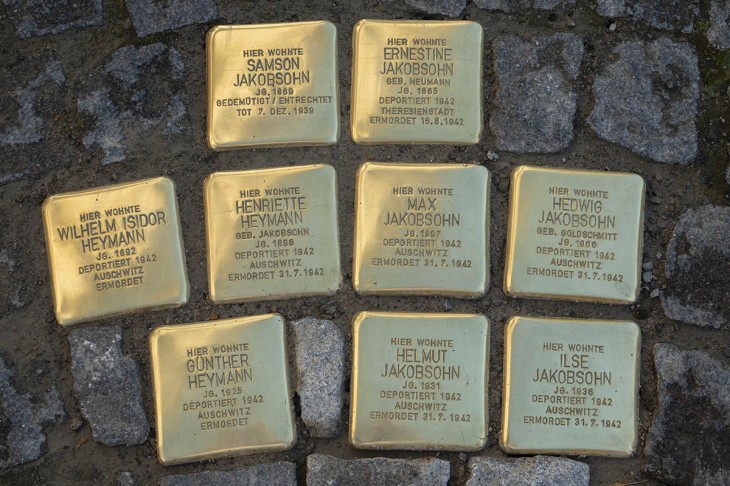 HIER WOHNTE
SAMSON
JAKOBSOHN
JG. 1869
GEDEMÜTIGT / ENTRECHTET
TOT 7. DEZ. 1939
HIER WOHNTE
ERNESTINE
JAKOBSOHN
GEB. NEUMANN
JG. 1865
DEPORTIERT 1942
THERESIENSTADT
ERMORDET 16.8.1942
HIER WOHNTE
WILHELM ISIDOR
HEYMANN
JG. 1892
DEPORTIERT 1942
AUSCHWITZ
ERMORDET
HIER WOHNTE
HENRIETTE
HEYMANN
GEB. JAKOBSOHN
JG. 1898
DEPORTIERT 1942
AUSCHWITZ
ERMORDET 31.7.1942
HIER WOHNTE
MAX
JAKOBSOHN
JG. 1897
DEPORTIERT 1942
AUSCHWITZ
ERMORDET 31.7.1942
HIER WOHNTE
HEDWIG
JAKOBSOHN
GEB. GOLDSCHMITT
JG. 1906
DEPORTIERT 1942
AUSCHWITZ
ERMORDET 31.7.1942
HIER WOHNTE
GÜNTHER
HEYMANN
JG. 1925
DEPORTIERT 1942
AUSCHWITZ
ERMORDET
HIER WOHNTE
HELMUT
JAKOBSOHN
JG. 1931
DEPORTIERT 1942
AUSCHWITZ
ERMORDET 31.7.1942
HIER WOHNTE
ILSE
JAKOBSOHN
JG. 1936
DEPORTIERT 1942
AUSCHWITZ
ERMORDET 31.7.1942